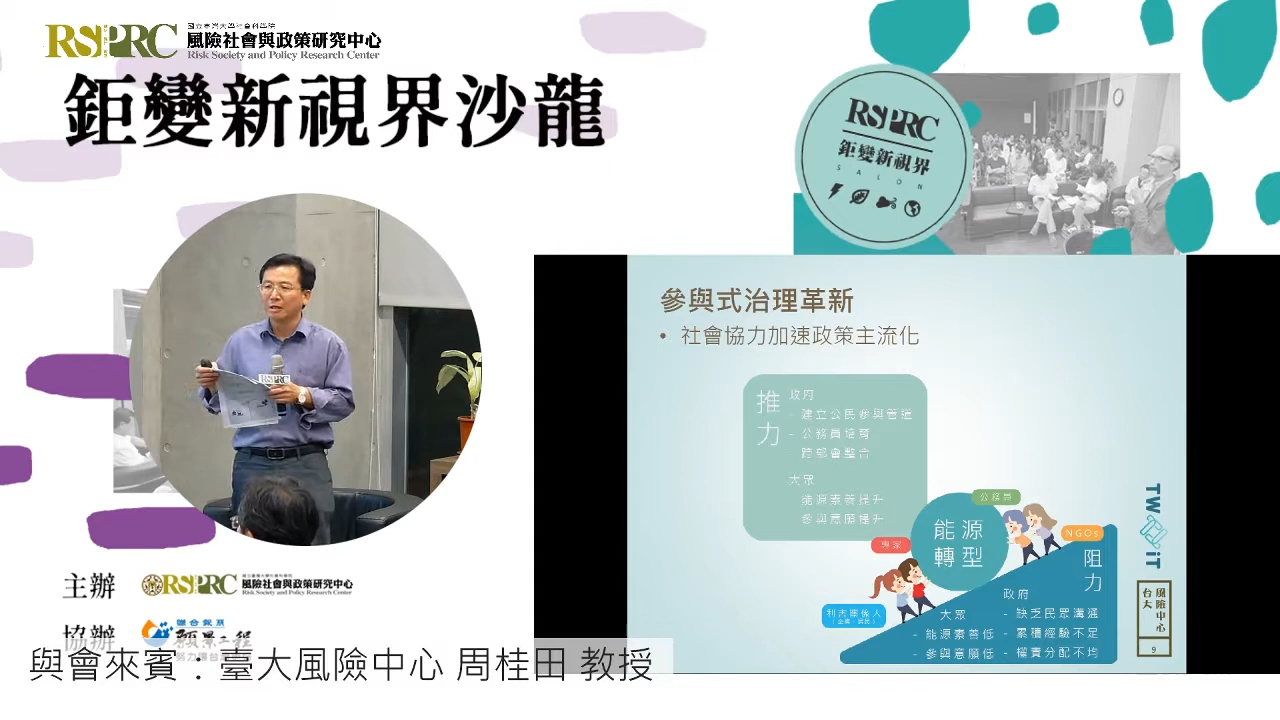 RSPRC
國立臺灣大學社會科學院
風險社會與政策研究中心
Risk Society and Policy Research Center
鉅變新視界沙龍
RSPRC
鉅變新視界
SALON
RSPRC
參與式治理革新
• 社會協力加速政策主流化
推力
政府
- 建立公民參與管道
- 公務員培育
跨部會整合
大眾
能源素養提升
參與意願提升
公務員
能源
轉型
專家
NGOs
阻力
利害關係人
政府
- 缺乏民眾溝通
- 累積經驗不足
- 權責分配不均
大眾
- 能源素養低
- 參與意願低
TW
iT
台大
風險中心
9
主辦
RSPRC
風險社會與政策研究中心
Risk Society and Policy Research Center
協辦
聯合報系
願景工程
與會來賓：臺大風險中心 周桂田 教授